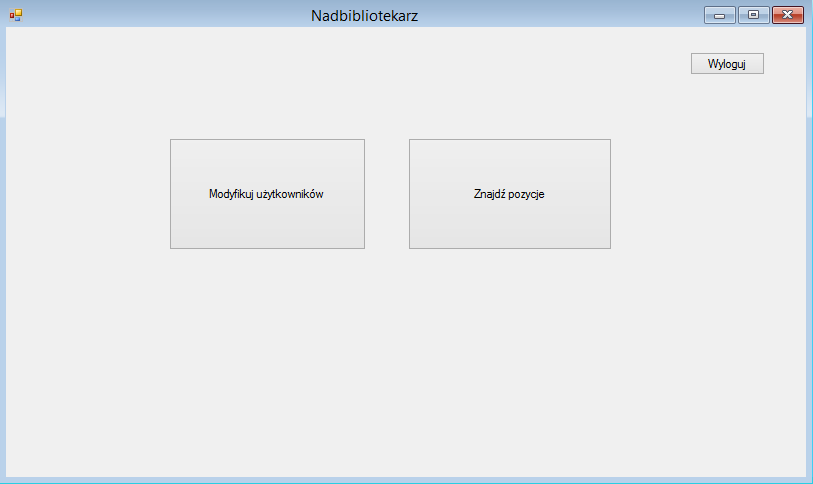 Nadbibliotekarz
Wyloguj
Modyfikuj użytkowników
Znajdź pozycje